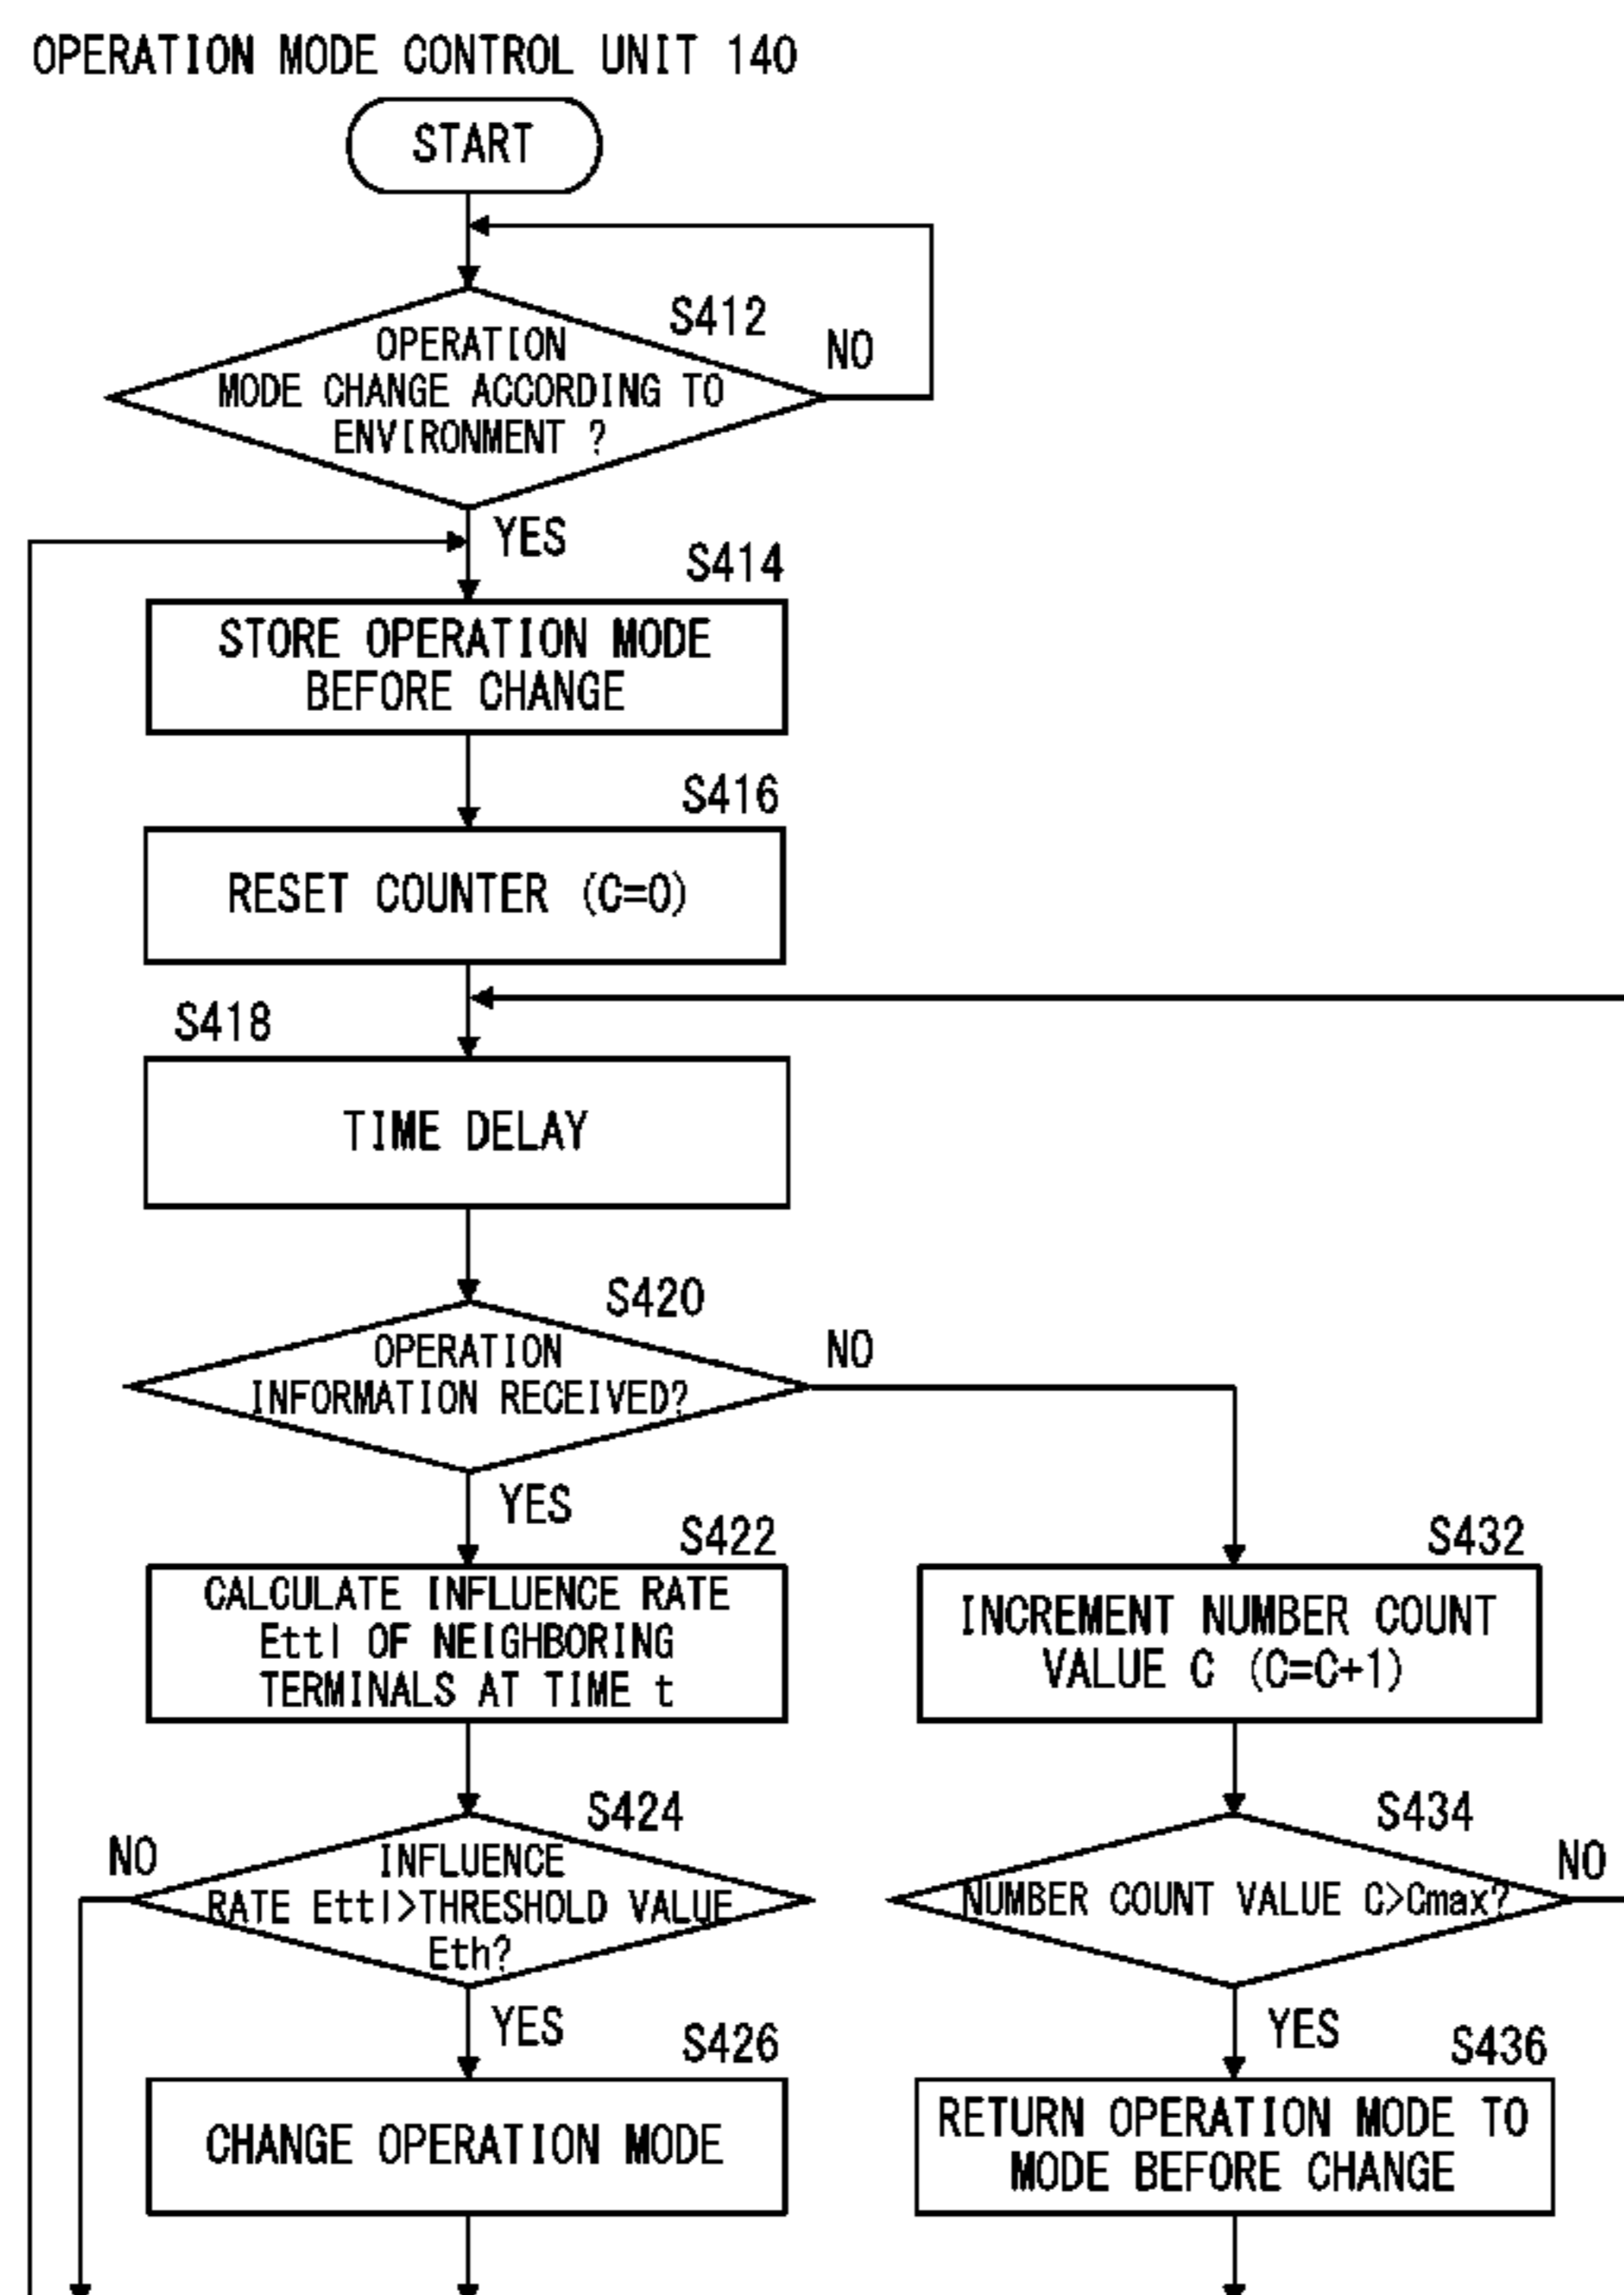 OPERATION MODE CONTROL UNIT 140
START
S412
OPERATION
MODE CHANGE ACCORDING TO
ENVIRONMENT ?
NO
YES
S414
STORE OPERATION MODE
BEFORE CHANGE
S416
RESET COUNTER (C=0)
S418
TIME DELAY
S420
OPERATION
INFORMATION RECEIVED?
NO
YES
S422
CALCULATE INFLUENCE RATE
Ettl OF NEIGHBORING
TERMINALS AT TIME t
S432
INCREMENT NUMBER COUNT
VALUE C (C=C+1)
S424
NO
INFLUENCE
RATE Ettl>THRESHOLD VALUE
Eth?
YES
S434
NUMBER COUNT VALUE C>Cmax?
NO
YES
S426
CHANGE OPERATION MODE
S436
RETURN OPERATION MODE TO
MODE BEFORE CHANGE